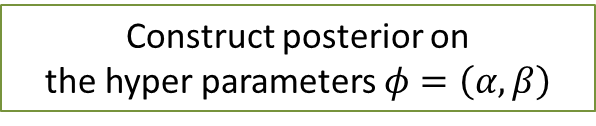 Construct posterior on
the hyper parameters 𝜙 = (𝛼, 𝛽)